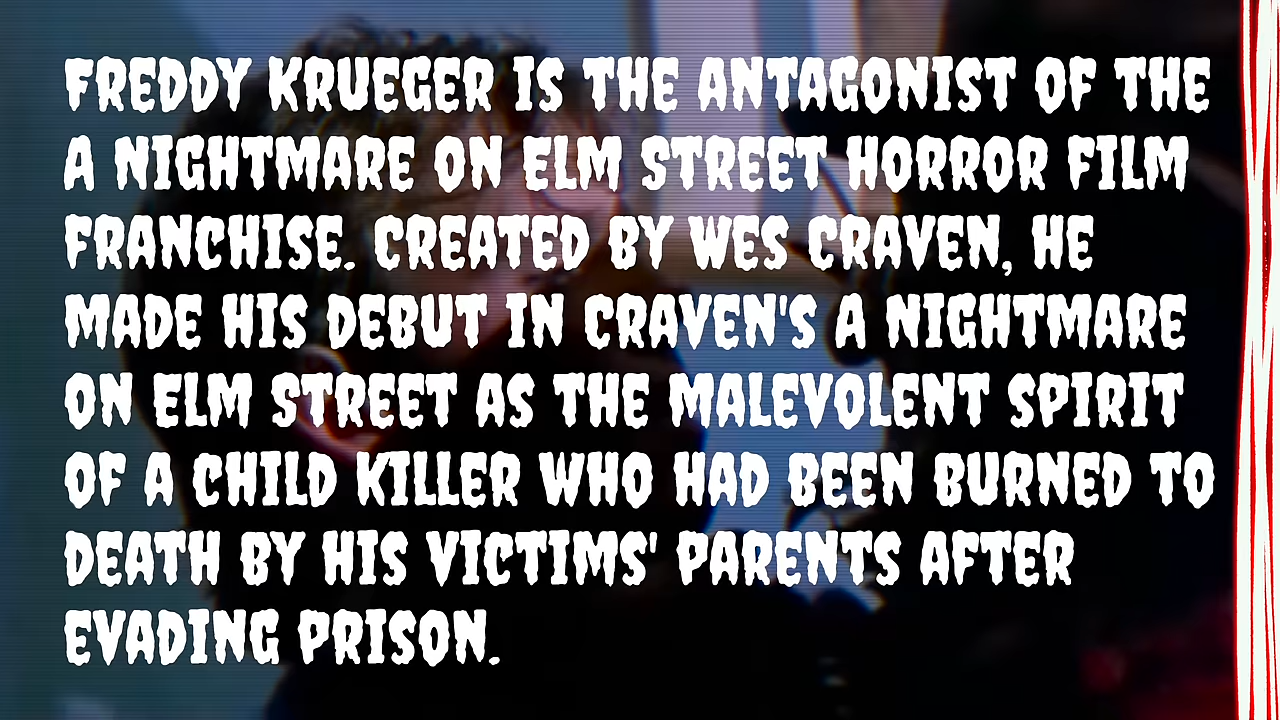 FREDDY KRUEGER IS THE ANTAGONIST OF THE
A NIGHTMARE ON ELM STREET HORROR FILM
FRANCHISE. CREATED BY WES CRAVEN, HE
MADE HIS DEBUT IN CRAVEN'S A NIGHTMARE
ON ELM STREET AS THE MALEVOLENT SPIRIT
OF A CHILD KILLER WHO HAD BEEN BURNED TO
DEATH BY HIS VICTIMS' PARENTS AFTER
EVADING PRISON.